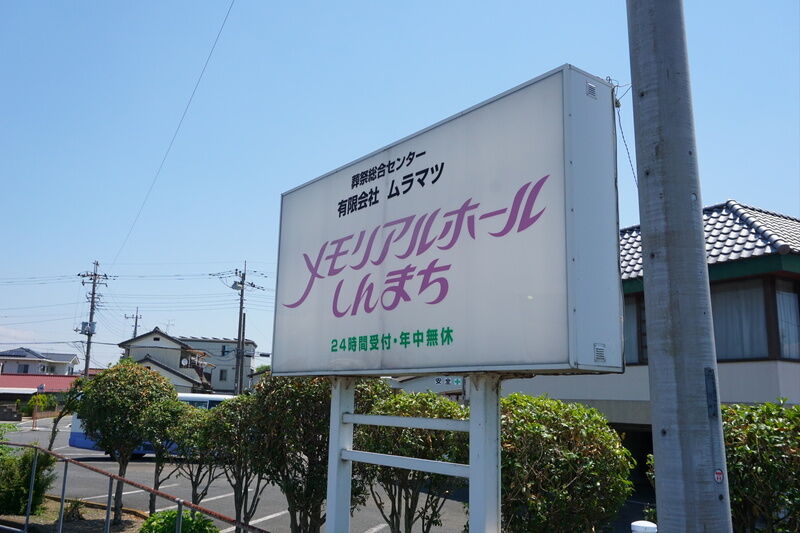 葬祭総合センター
有限会社 ムラマツ
メモリアルホール
しんまち
24時間受付・年中無休
安全